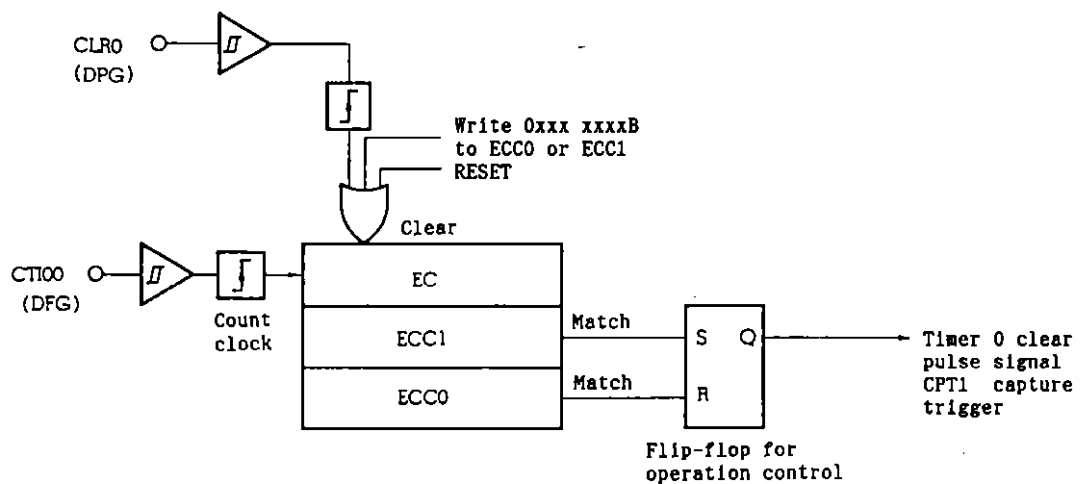 CLR0
(DPG)
Write 0xxx xxxxB
to ECC0 or ECC1
RESET
Clear
CTI00
(DFG)
Count
clock
EC
ECC1
ECC0
Match
Match
S Q
R
Timer 0 clear
pulse signal
CPT1 capture
trigger
Flip-flop for
operation control